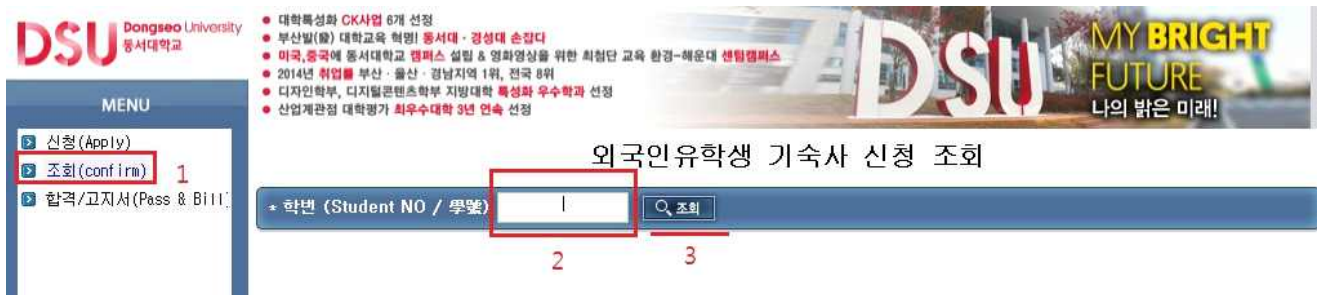 DSU Dongseo University
동서대학교
• 대학특성화 CK사업 6개 선정
• 부산발(發) 대학교육 혁명! 동서대 · 경성대 손잡다
• 미국,중국에 동서대학교 캠퍼스 설립 & 영화영상을 위한 최첨단 교육 환경-해운대 센텀캠퍼스
• 2014년 취업률 부산 · 울산 · 경남지역 1위, 전국 8위
• 디자인학부, 디지털콘텐츠학부 지방대학 특성화 우수학과 선정
• 산업계관점 대학평가 최우수대학 3년 연속 선정
DSU
MY BRIGHT
FUTURE
나의 밝은 미래!
MENU
신청(Apply)
조회(confirm) 1
합격/고지서(Pass & Bill)
외국인유학생 기숙사 신청 조회
* 학번 (Student NO / 學號) 조회
2 3